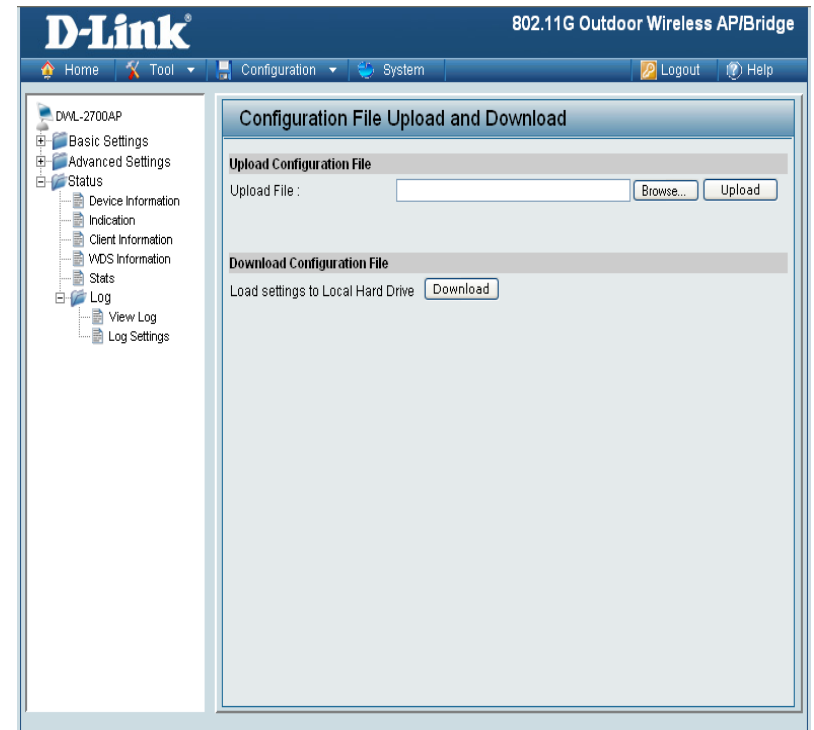 D-Link®
802.11G Outdoor Wireless AP/Bridge
Home Tool Configuration System Logout Help
DWL-2700AP
Basic Settings
Advanced Settings
Status
Device Information
Indication
Client Information
WDS Information
Stats
Log
View Log
Log Settings
Configuration File Upload and Download
Upload Configuration File
Upload File : Browse... Upload
Download Configuration File
Load settings to Local Hard Drive Download